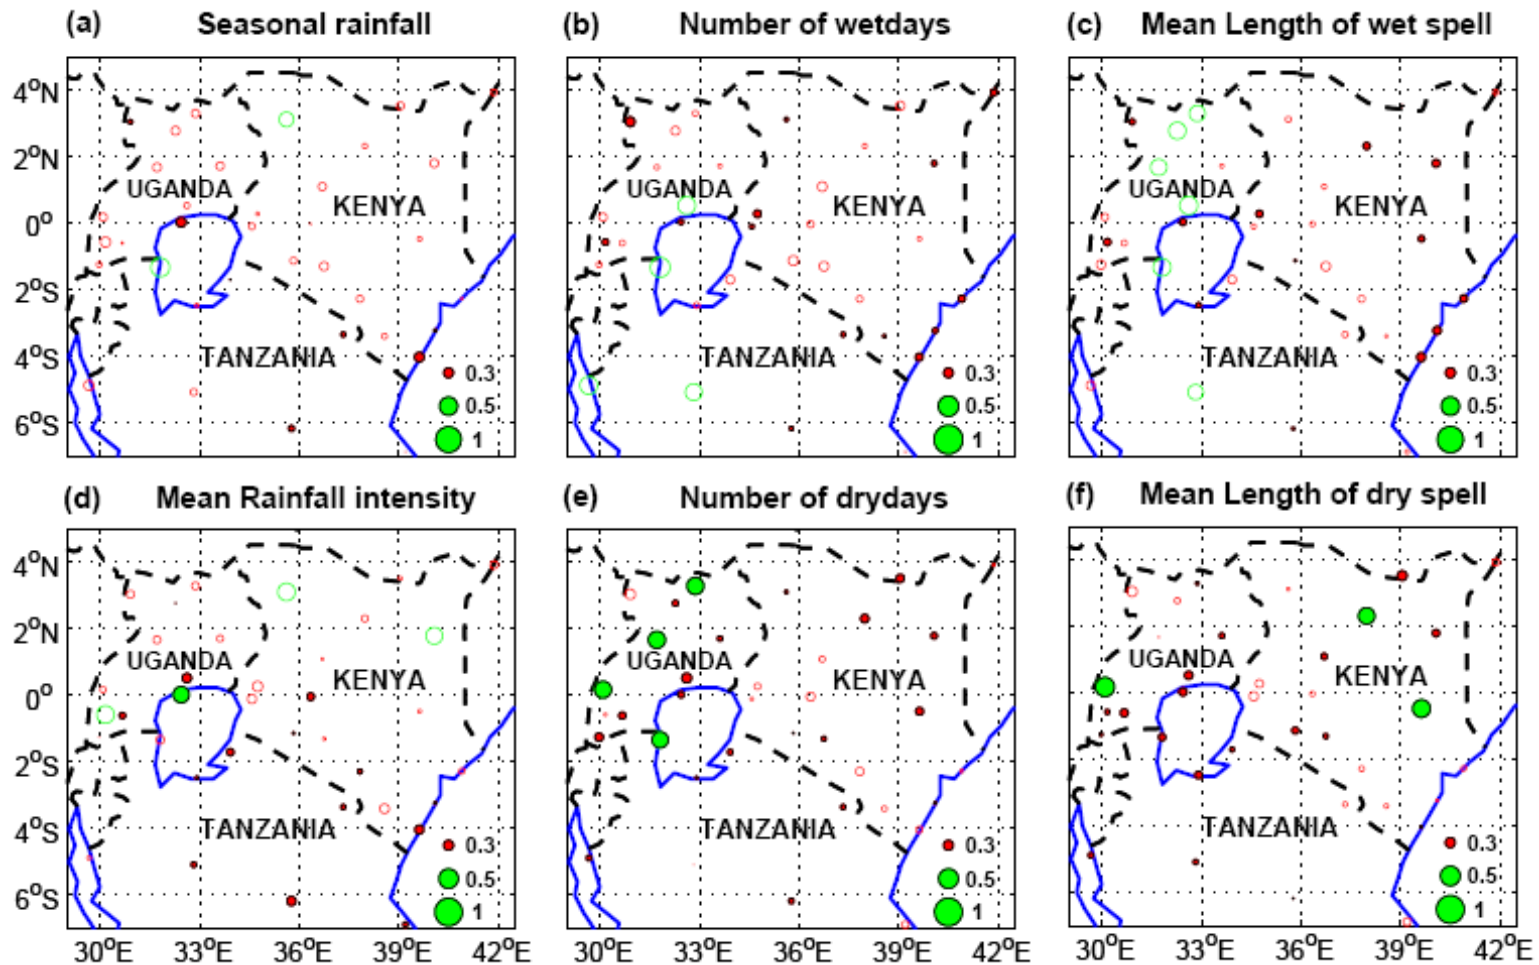 (a) Seasonal rainfall
(b) Number of wetdays
(c) Mean Length of wet spell
4°N
2°N
0°
2°S
4°S
6°S
UGANDA
KENYA
TANZANIA
0.3
0.5
1
UGANDA
KENYA
TANZANIA
0.3
0.5
1
UGANDA
KENYA
TANZANIA
0.3
0.5
1
(d) Mean Rainfall intensity
(e) Number of drydays
(f) Mean Length of dry spell
4°N
2°N
0°
2°S
4°S
6°S
UGANDA
KENYA
TANZANIA
0.3
0.5
1
UGANDA
KENYA
TANZANIA
0.3
0.5
1
UGANDA
KENYA
TANZANIA
0.3
0.5
1
30°E 33°E 36°E 39°E 42°E
30°E 33°E 36°E 39°E 42°E
30°E 33°E 36°E 39°E 42°E